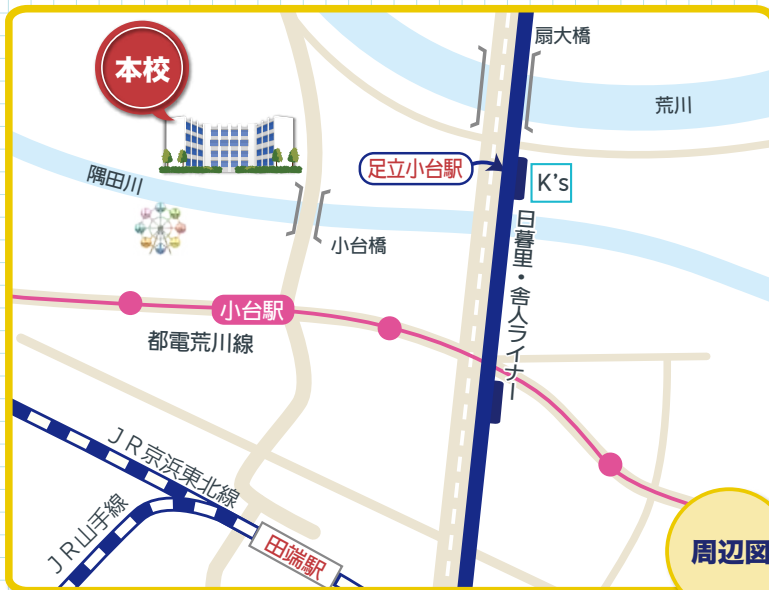 扇大橋
本校
荒川
足立小台駅
K's
隅田川
小台橋
日暮里・舎人ライナー
小台駅
都電荒川線
JR京浜東北線
JR山手線
田端駅
周辺図